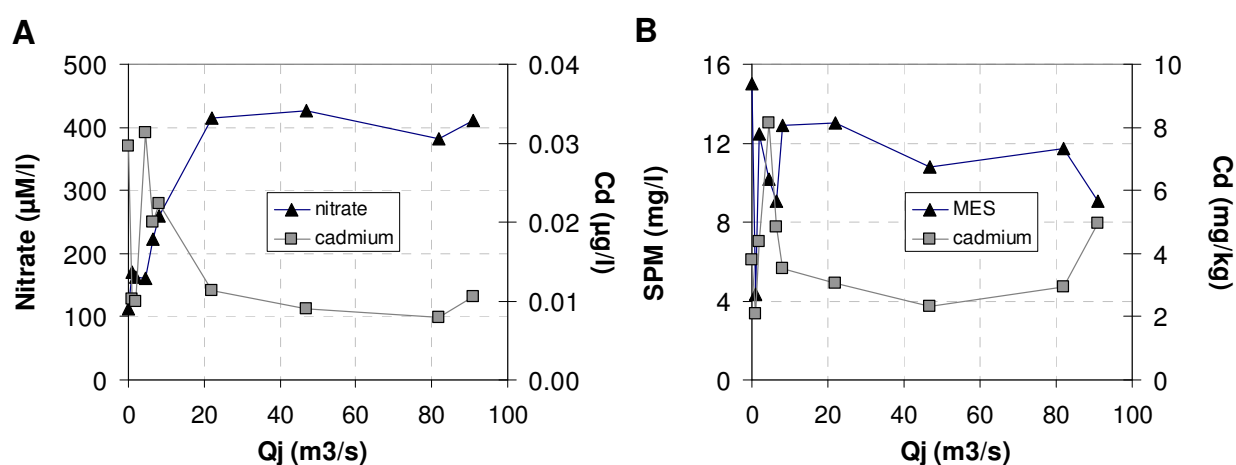 A
500
400
300
200
100
0
Nitrate (µM/l)
0.04
0.03
0.02
0.01
0.00
Cd (µg/l)
nitrate
cadmium
0 20 40 60 80 100
Qj (m3/s)
B
16
12
8
4
0
SPM (mg/l)
10
8
6
4
2
0
Cd (mg/kg)
MES
cadmium
0 20 40 60 80 100
Qj (m3/s)